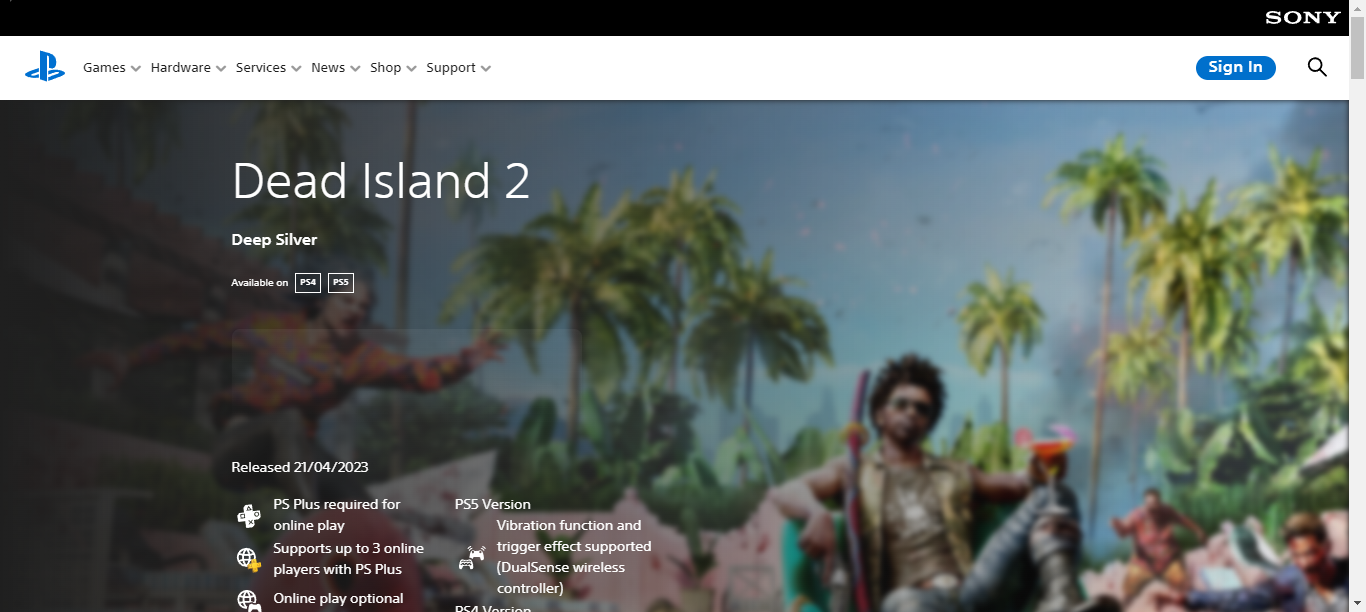 SONY
Games Hardware Services News Shop Support Sign In
Dead Island 2
Deep Silver
Available on PS4 PS5
Released 21/04/2023
PS Plus required for
online play
Supports up to 3 online
players with PS Plus
Online play optional
PS5 Version
Vibration function and
trigger effect supported
(DualSense wireless
controller)
PS4 Version